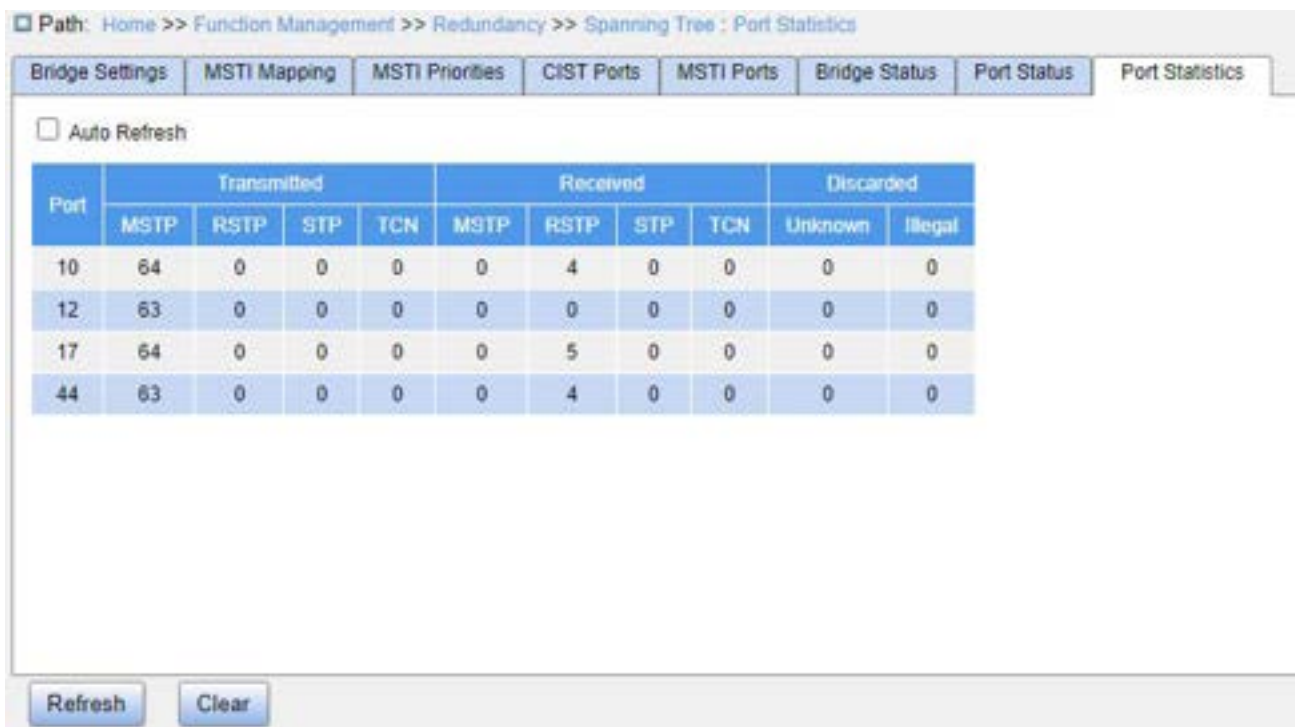 Path: Home >> Function Management >> Redundancy >> Spanning Tree : Port Statistics
Bridge Settings MSTI Mapping MSTI Priorities CIST Ports MSTI Ports Bridge Status Port Status Port Statistics
Auto Refresh
Port Transmitted Received Discarded
MSTP RSTP STP TCN MSTP RSTP STP TCN Unknown Illegal
10 64 0 0 0 0 4 0 0 0 0
12 63 0 0 0 0 0 0 0 0 0
17 64 0 0 0 0 5 0 0 0 0
44 63 0 0 0 0 4 0 0 0 0
Refresh Clear